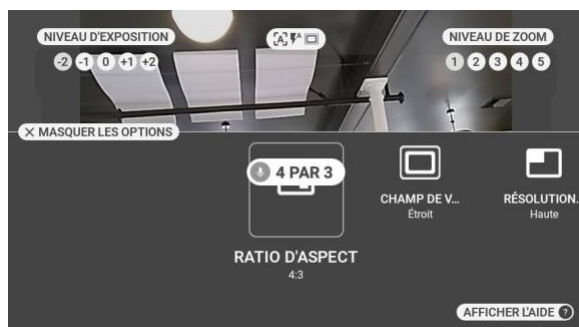 NIVEAU D'EXPOSITION
-2 -1 0 +1 +2
A A
NIVEAU DE ZOOM
1 2 3 4 5
MASQUER LES OPTIONS
4 PAR 3
RATIO D'ASPECT
4:3
CHAMP DE V...
Étroit
RÉSOLUTION.
Haute
AFFICHER L'AIDE ?